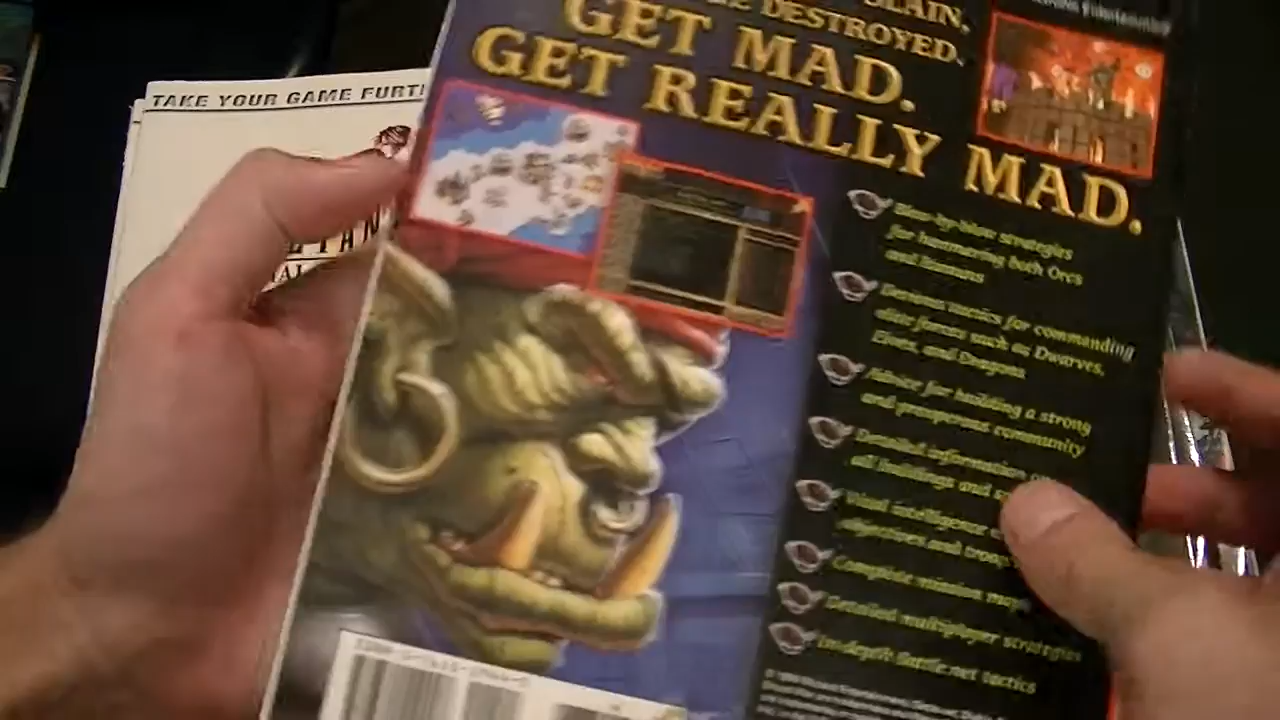 SLAIN.
DESTROYED.
GET MAD.
GET REALLY MAD.
TAKE YOUR GAME FURT
Blow-by-blow strategies
for hammering both Orcs
and Humans
Devious tactics for commanding
elite forces such as Dwarves,
Elves, and Dragons
Advice for building a strong
and prosperous community
Detailed information
all buildings and
Vital intelligence
objectives and troop
Complete mission maps
Detailed multiplayer strategies
In-depth Battle.net tactics